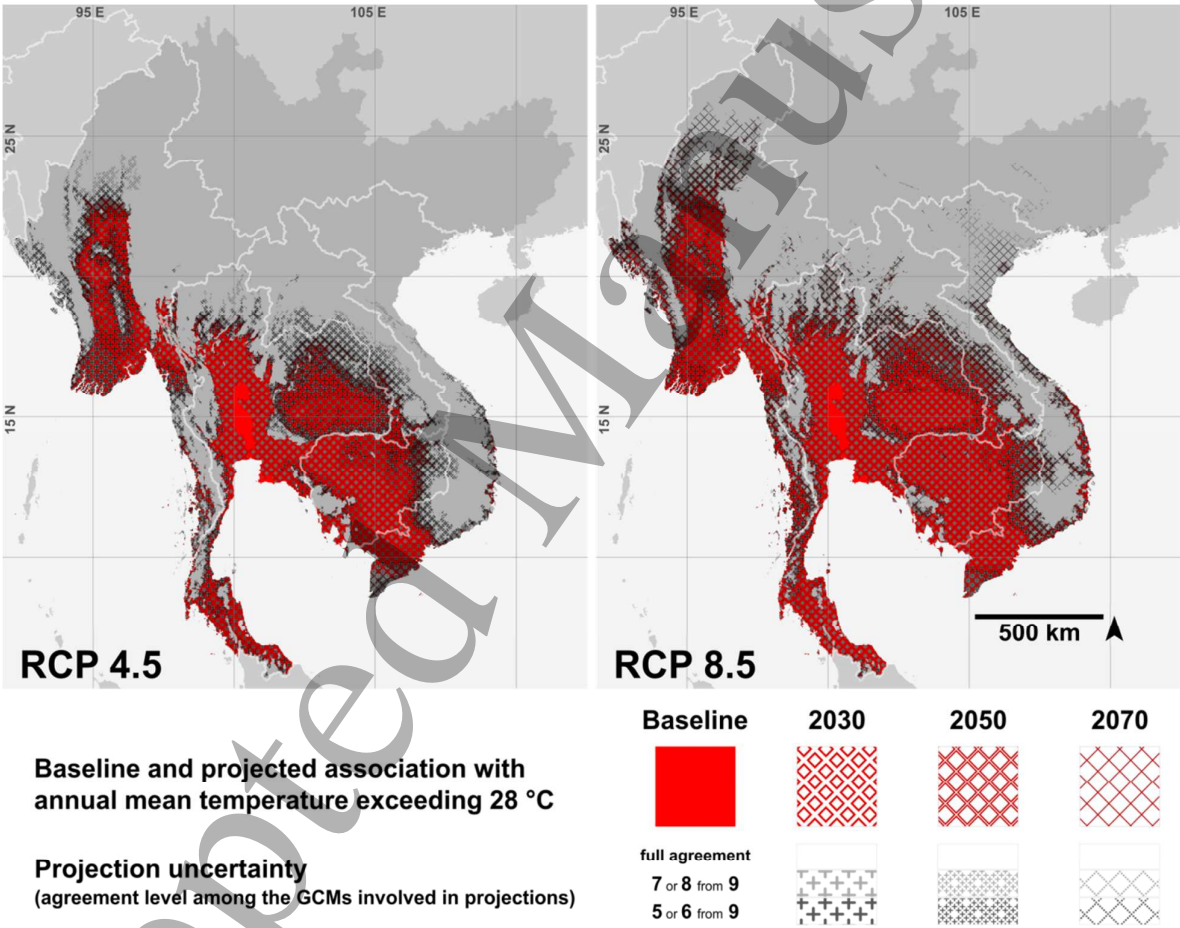 95 E
105 E
95 E
105 E
25 N
25 N
15 N
15 N
500 km
RCP 4.5
RCP 8.5
Baseline
2030
2050
2070
Baseline and projected association with
annual mean temperature exceeding 28 °C
full agreement
Projection uncertainty
7 or 8 from 9
(agreement level among the GCMs involved in projections)
5 or 6 from 9
pted Manus